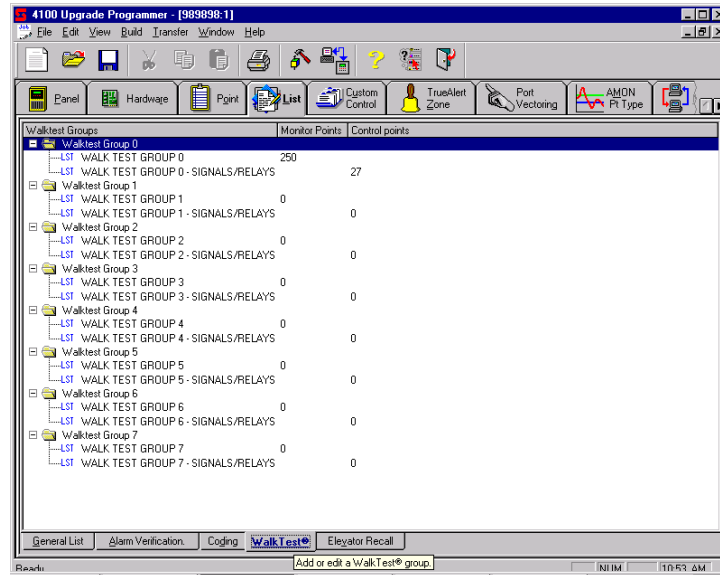 4100 Upgrade Programmer - [989898:1]
File Edit View Build Transfer Window Help
Panel Hardware Point List Custom Control TrueAlert Zone Port Vectoring AMON Pt Type
Walktest Groups Monitor Points Control points
Walktest Group 0
LST WALK TEST GROUP 0 250
LST WALK TEST GROUP 0 - SIGNALS/RELAYS 27
Walktest Group 1
LST WALK TEST GROUP 1 0
LST WALK TEST GROUP 1 - SIGNALS/RELAYS 0
Walktest Group 2
LST WALK TEST GROUP 2 0
LST WALK TEST GROUP 2 - SIGNALS/RELAYS 0
Walktest Group 3
LST WALK TEST GROUP 3 0
LST WALK TEST GROUP 3 - SIGNALS/RELAYS 0
Walktest Group 4
LST WALK TEST GROUP 4 0
LST WALK TEST GROUP 4 - SIGNALS/RELAYS 0
Walktest Group 5
LST WALK TEST GROUP 5 0
LST WALK TEST GROUP 5 - SIGNALS/RELAYS 0
Walktest Group 6
LST WALK TEST GROUP 6 0
LST WALK TEST GROUP 6 - SIGNALS/RELAYS 0
Walktest Group 7
LST WALK TEST GROUP 7 0
LST WALK TEST GROUP 7 - SIGNALS/RELAYS 0
General List Alarm Verification. Coding WalkTest® Elevator Recall
Add or edit a WalkTest® group.
Ready NUM 10:53 AM